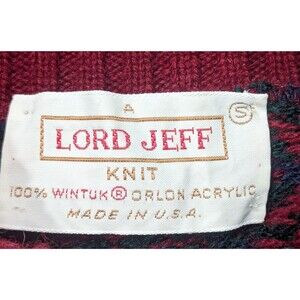 A
S
LORD JEFF
KNIT
100% WINTUK® ORLON ACRYLIC
MADE IN U.S.A.